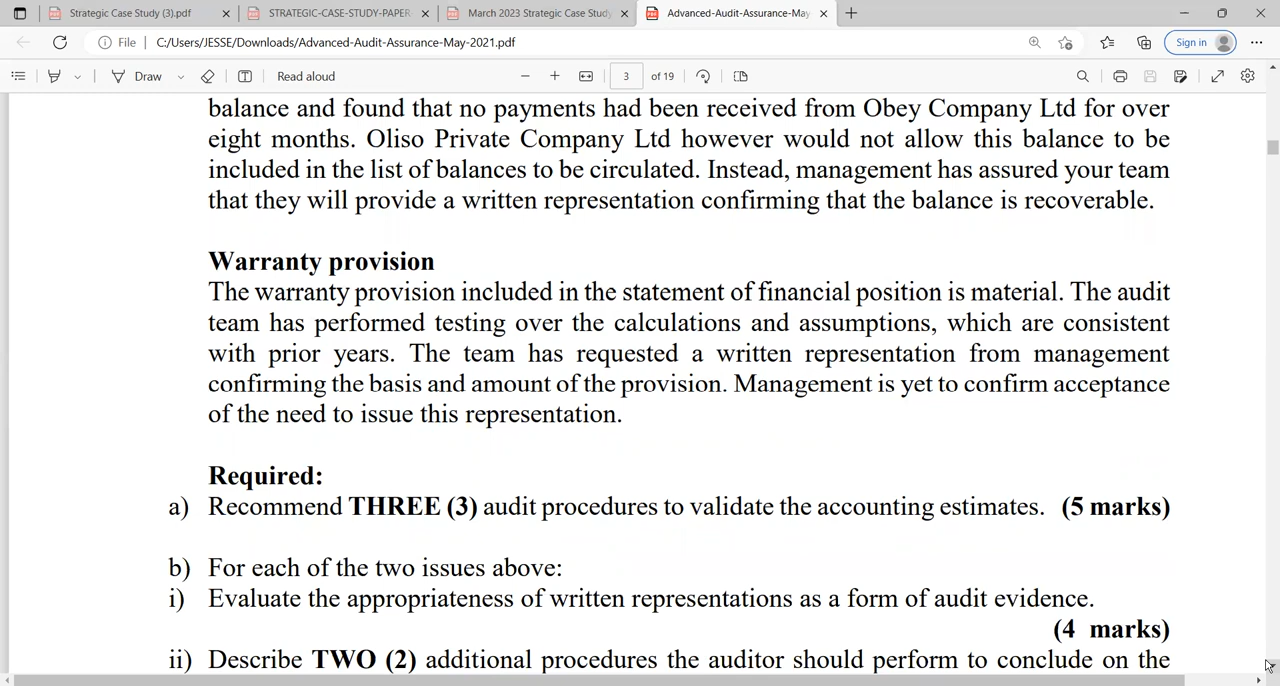 Strategic Case Study (3).pdf
STRATEGIC-CASE-STUDY-PAPER
March 2023 Strategic Case Study
Advanced-Audit-Assurance-May
File C:/Users/JESSE/Downloads/Advanced-Audit-Assurance-May-2021.pdf
Sign in
Draw
Read aloud
3 of 19
balance and found that no payments had been received from Obey Company Ltd for over
eight months. Oliso Private Company Ltd however would not allow this balance to be
included in the list of balances to be circulated. Instead, management has assured your team
that they will provide a written representation confirming that the balance is recoverable.
Warranty provision
The warranty provision included in the statement of financial position is material. The audit
team has performed testing over the calculations and assumptions, which are consistent
with prior years. The team has requested a written representation from management
confirming the basis and amount of the provision. Management is yet to confirm acceptance
of the need to issue this representation.
Required:
a) Recommend THREE (3) audit procedures to validate the accounting estimates. (5 marks)
b) For each of the two issues above:
i) Evaluate the appropriateness of written representations as a form of audit evidence.
(4 marks)
ii) Describe TWO (2) additional procedures the auditor should perform to conclude on the